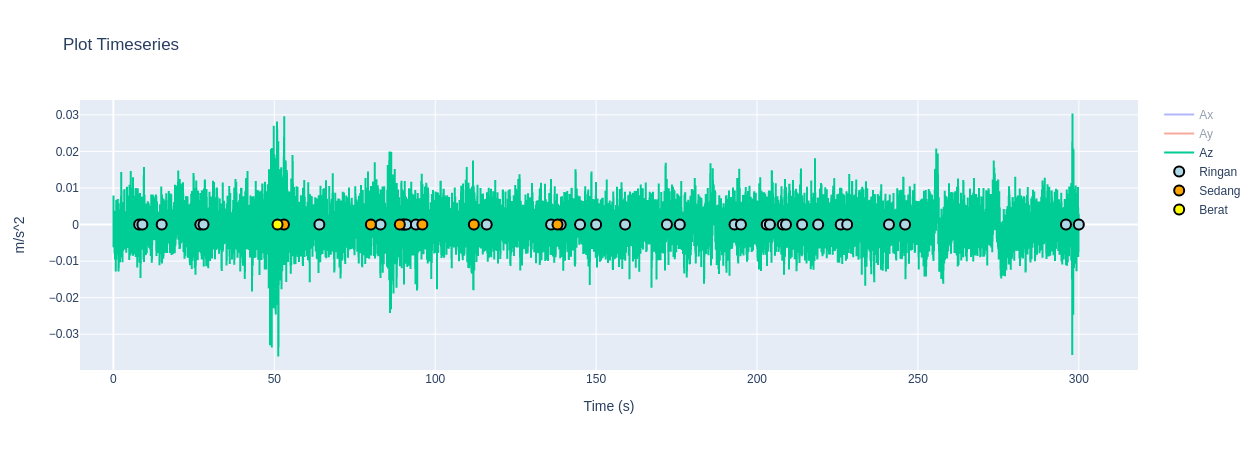 Plot Timeseries
m/s^2
0.03
0.02
0.01
0
−0.01
−0.02
−0.03
0 50 100 150 200 250 300
Time (s)
Ax
Ay
Az
Ringan
Sedang
Berat